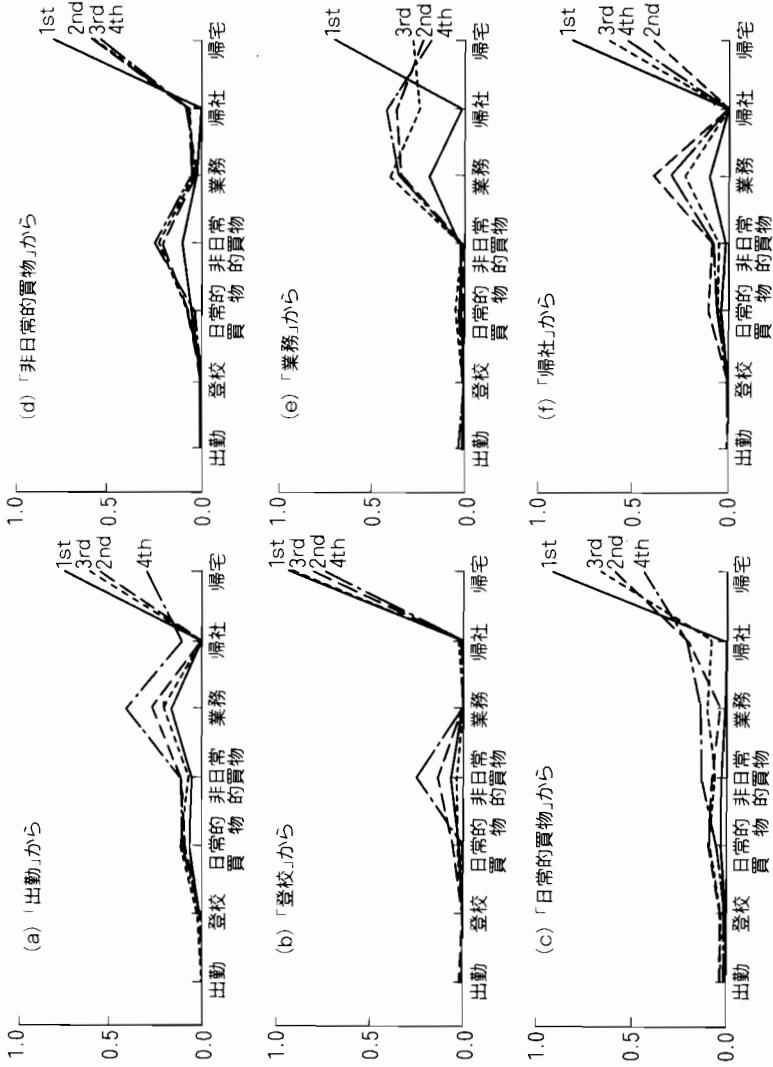 (a)「出勤」から
1.0
0.5
0.0
1st
3rd
2nd
4th
出勤 登校 日常的 非日常 業務 帰社 帰宅
買 物 的買物
(b)「登校」から
1.0
0.5
0.0
1st
3rd
2nd
4th
出勤 登校 日常的 非日常 業務 帰社 帰宅
買 物 的買物
(c)「日常的買物」から
1.0
0.5
0.0
1st
3rd
2nd
4th
出勤 登校 日常的 非日常 業務 帰社 帰宅
買 物 的買物
(d)「非日常的買物」から
1.0
0.5
0.0
1st
2nd
3rd
4th
出勤 登校 日常的 非日常 業務 帰社 帰宅
買 物 的買物
(e)「業務」から
1.0
0.5
0.0
1st
3rd
2nd
4th
出勤 登校 日常的 非日常 業務 帰社 帰宅
買 物 的買物
(f)「帰社」から
1.0
0.5
0.0
1st
3rd
4th
2nd
出勤 登校 日常的 非日常 業務 帰社 帰宅
買 物 的買物